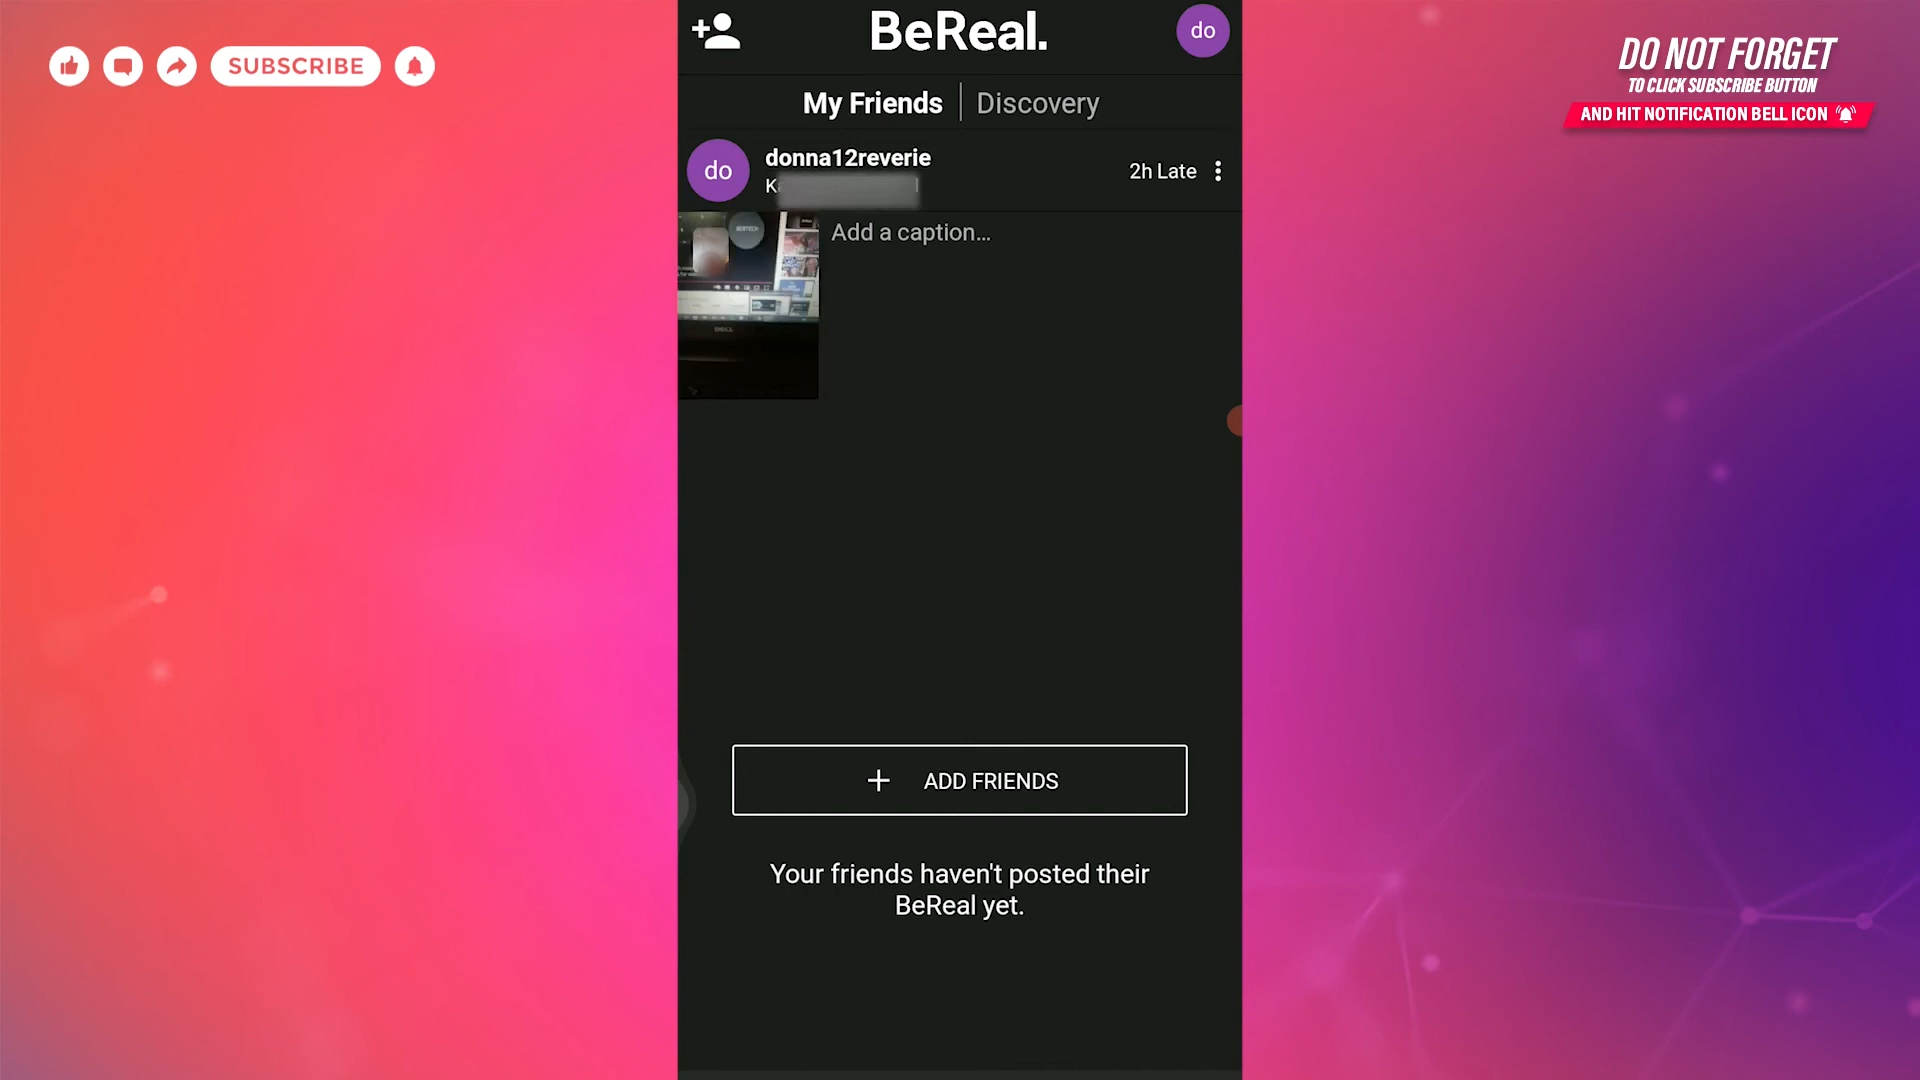 SUBSCRIBE
DO NOT FORGET
TO CLICK SUBSCRIBE BUTTON
AND HIT NOTIFICATION BELL ICON
BeReal.
do
My Friends
Discovery
do
donna12reverie
2h Late
Add a caption...
DELL
ADD FRIENDS
Your friends haven't posted their
BeReal yet.